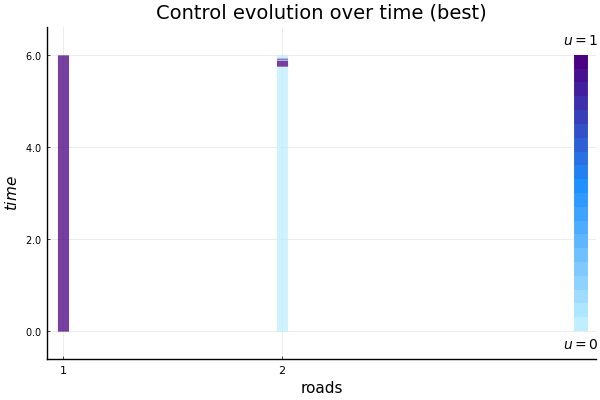 Control evolution over time (best)
u = 1
6.0
4.0
time
2.0
0.0
u = 0
1
2
roads